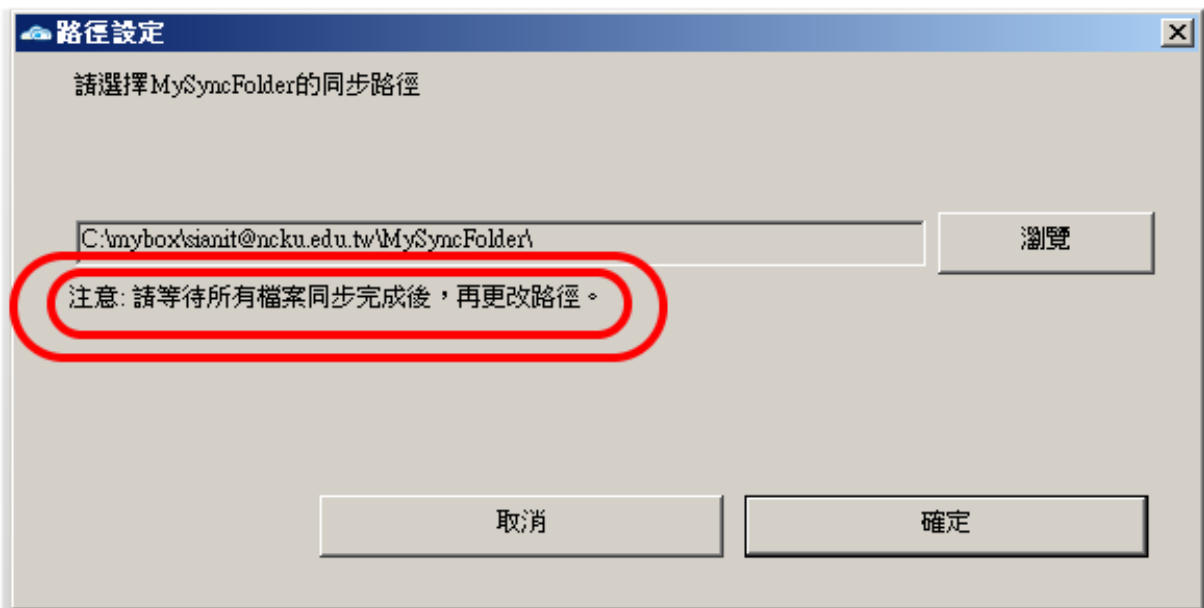 路徑設定
請選擇MySyncFolder的同步路徑
C:\mybox\sianit@ncku.edu.tw\MySyncFolder\
瀏覽
注意: 請等待所有檔案同步完成後，再更改路徑。
取消
確定